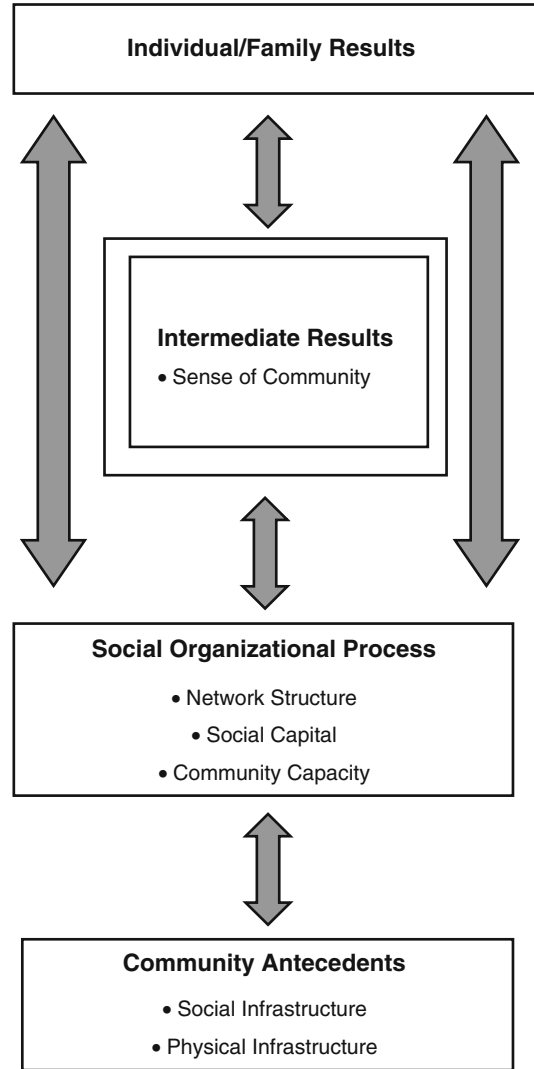 Individual/Family Results
Intermediate Results
• Sense of Community
Social Organizational Process
• Network Structure
• Social Capital
• Community Capacity
Community Antecedents
• Social Infrastructure
• Physical Infrastructure